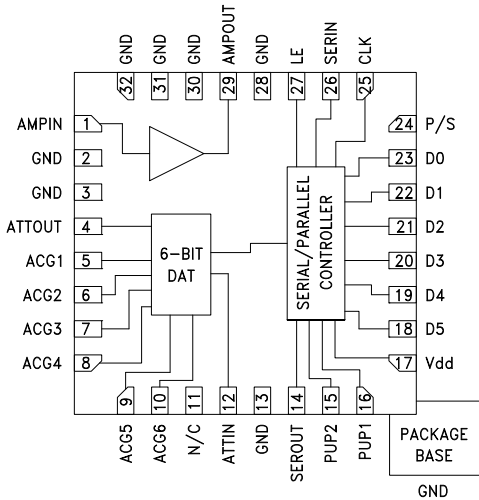 GND
GND
GND
AMPOUT
GND
LE
SERIN
CLK
32
31
30
29
28
27
26
25
AMPIN
1
GND
2
GND
3
ATTOUT
4
ACG1
5
ACG2
6
ACG3
7
ACG4
8
6-BIT
DAT
SERIAL/PARALLEL
CONTROLLER
24
P/S
23
D0
22
D1
21
D2
20
D3
19
D4
18
D5
17
Vdd
9
10
11
12
13
14
15
16
ACG5
ACG6
N/C
ATTIN
GND
SEROUT
PUP2
PUP1
PACKAGE
BASE
GND